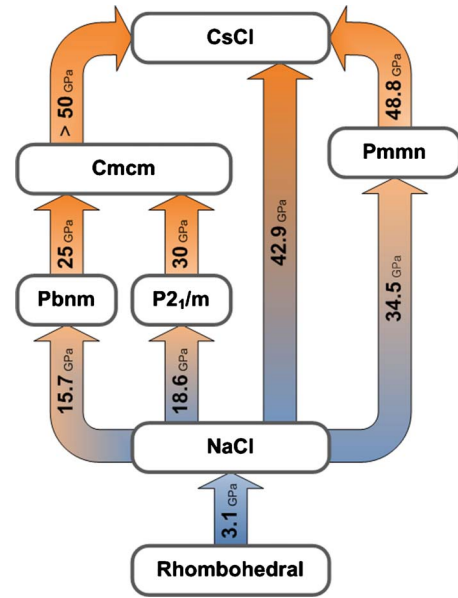 CsCl
> 50 GPa
48.8 GPa
Cmcm
Pmmn
25 GPa
30 GPa
42.9 GPa
34.5 GPa
Pbnm
P2₁/m
15.7 GPa
18.6 GPa
NaCl
3.1 GPa
Rhombohedral